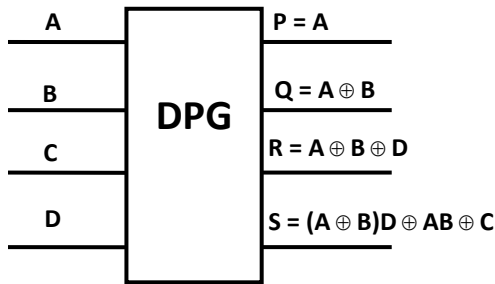 A
P = A
B
Q = A ⊕ B
DPG
C
R = A ⊕ B ⊕ D
D
S = (A ⊕ B)D ⊕ AB ⊕ C